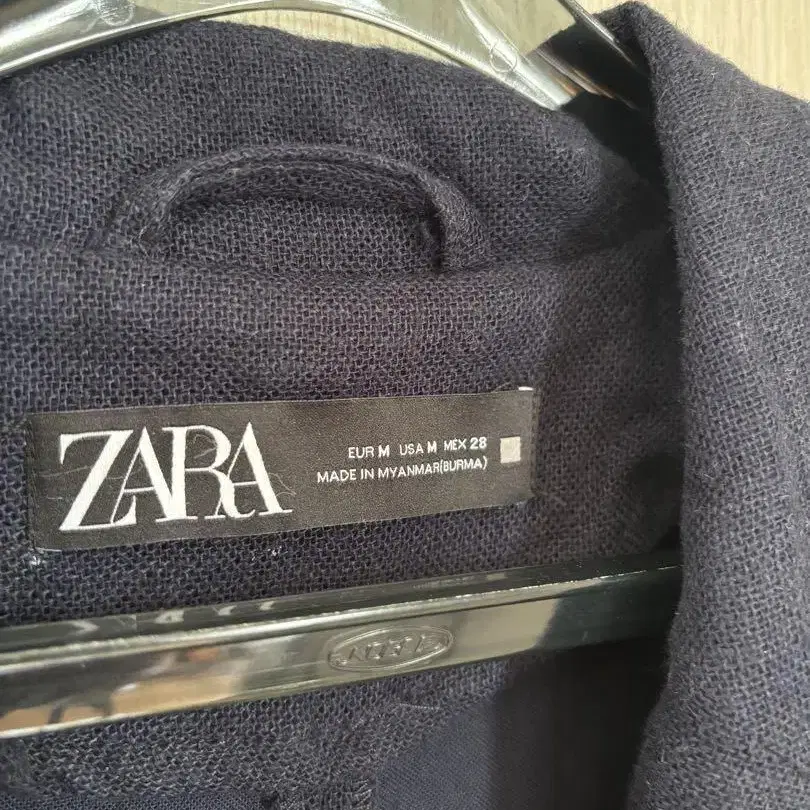 ZARA
EUR M USA M MEX 28
MADE IN MYANMAR(BURMA)